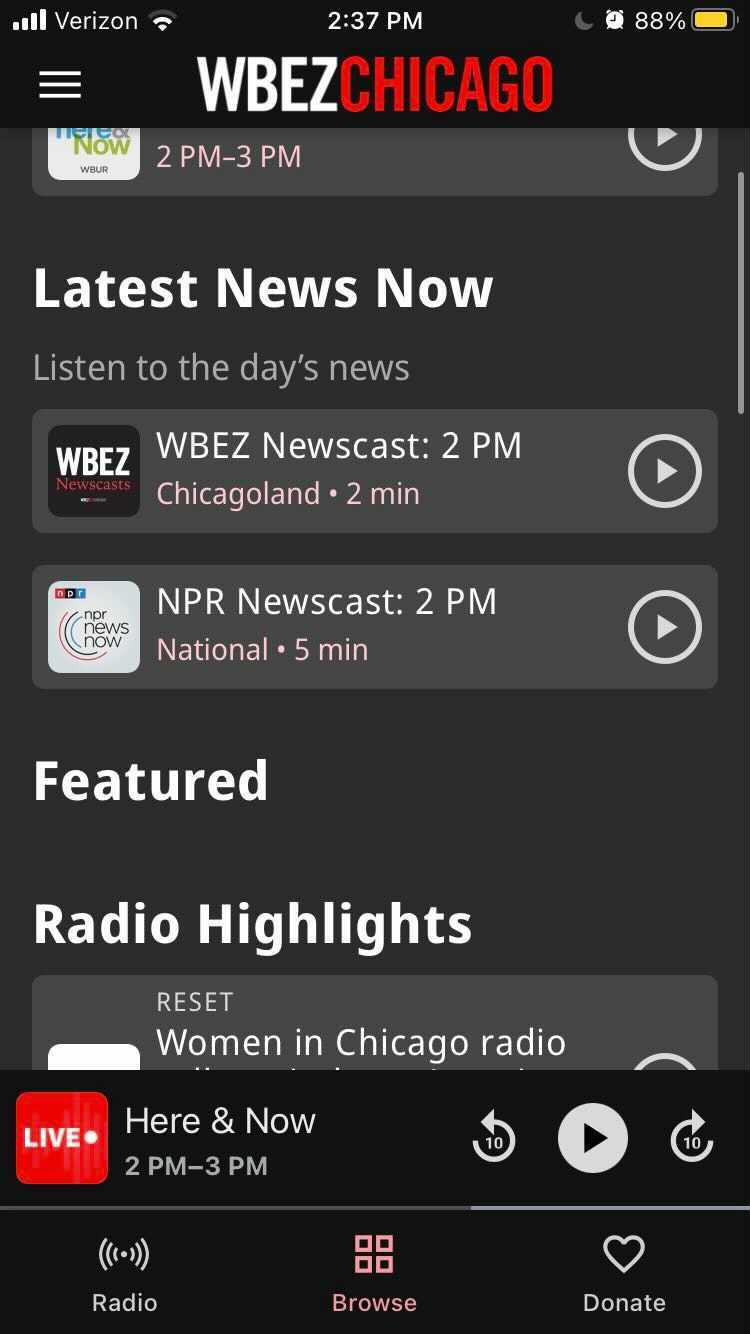 Verizon 2:37 PM 88%
WBEZCHICAGO
here&
Now
WBUR
2 PM–3 PM
Latest News Now
Listen to the day’s news
WBEZ
Newscasts
WBEZ Newscast: 2 PM
Chicagoland • 2 min
npr
npr
news
now
NPR Newscast: 2 PM
National • 5 min
Featured
Radio Highlights
RESET
Women in Chicago radio
LIVE
Here & Now
2 PM–3 PM
10
10
Radio Browse Donate